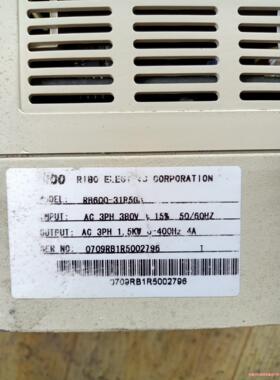 RIBO ELECTRIC CORPORATION
MODEL: RB600-31P5G
INPUT: AC 3PH 380V ± 15% 50/60HZ
OUTPUT: AC 3PH 1.5KW 0-400Hz 4A
SER NO: 0709RB1R5002796
0709RB1R5002796